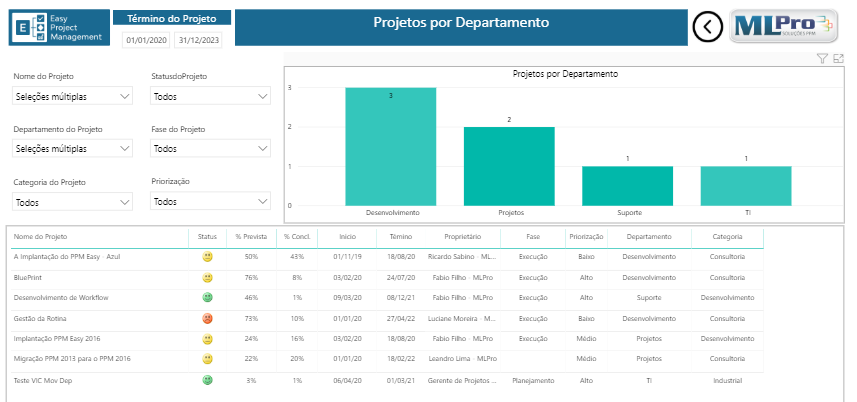 Easy
Project
Management
E
Término do Projeto
01/01/2020 31/12/2023
Projetos por Departamento
MLPro
SOLUÇÕES PPM
Nome do Projeto
Seleções múltiplas
StatusdoProjeto
Todos
Departamento do Projeto
Seleções múltiplas
Fase do Projeto
Todos
Categoria do Projeto
Todos
Priorização
Todos
Projetos por Departamento
3
2
1
0
3
2
1
1
Desenvolvimento Projetos Suporte TI
Nome do Projeto Status % Prevista % Concl. Início Témino Proprietário Fase Priorização Departamento Categoria
A Implantação do PPM Easy - Azul 50% 43% 01/11/19 18/08/20 Ricardo Sabino - ML... Execução Baixo Desenvolvimento Consultoria
BluePrint 76% 8% 03/02/20 24/07/20 Fabio Filho - MLPro Execução Alto Desenvolvimento Consultoria
Desenvolvimento de Workflow 46% 1% 09/03/20 08/12/21 Fabio Filho - MLPro Execução Alto Suporte Desenvolvimento
Gestão da Rotina 73% 10% 01/01/20 27/04/22 Luciane Moreira - M... Execução Baixo Desenvolvimento Consultoria
Implantação PPM Easy 2016 24% 16% 03/02/20 18/08/20 Fabio Filho - MLPro Execução Médio Projetos Desenvolvimento
Migração PPM 2013 para o PPM 2016 22% 20% 01/01/20 18/02/22 Leandro Lima - MLPro Médio Projetos Consultoria
Teste VIC Mov Dep 3% 1% 06/04/20 01/03/21 Gerente de Projetos ... Planejamento Alto TI Industrial